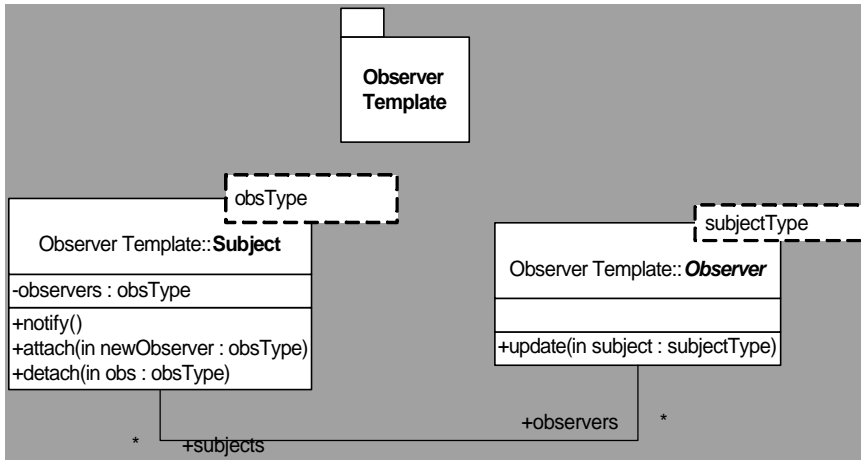 Observer
Template
obsType
Observer Template::Subject
-observers : obsType
+notify()
+attach(in newObserver : obsType)
+detach(in obs : obsType)
subjectType
Observer Template::Observer
+update(in subject : subjectType)
+observers
*
*
+subjects